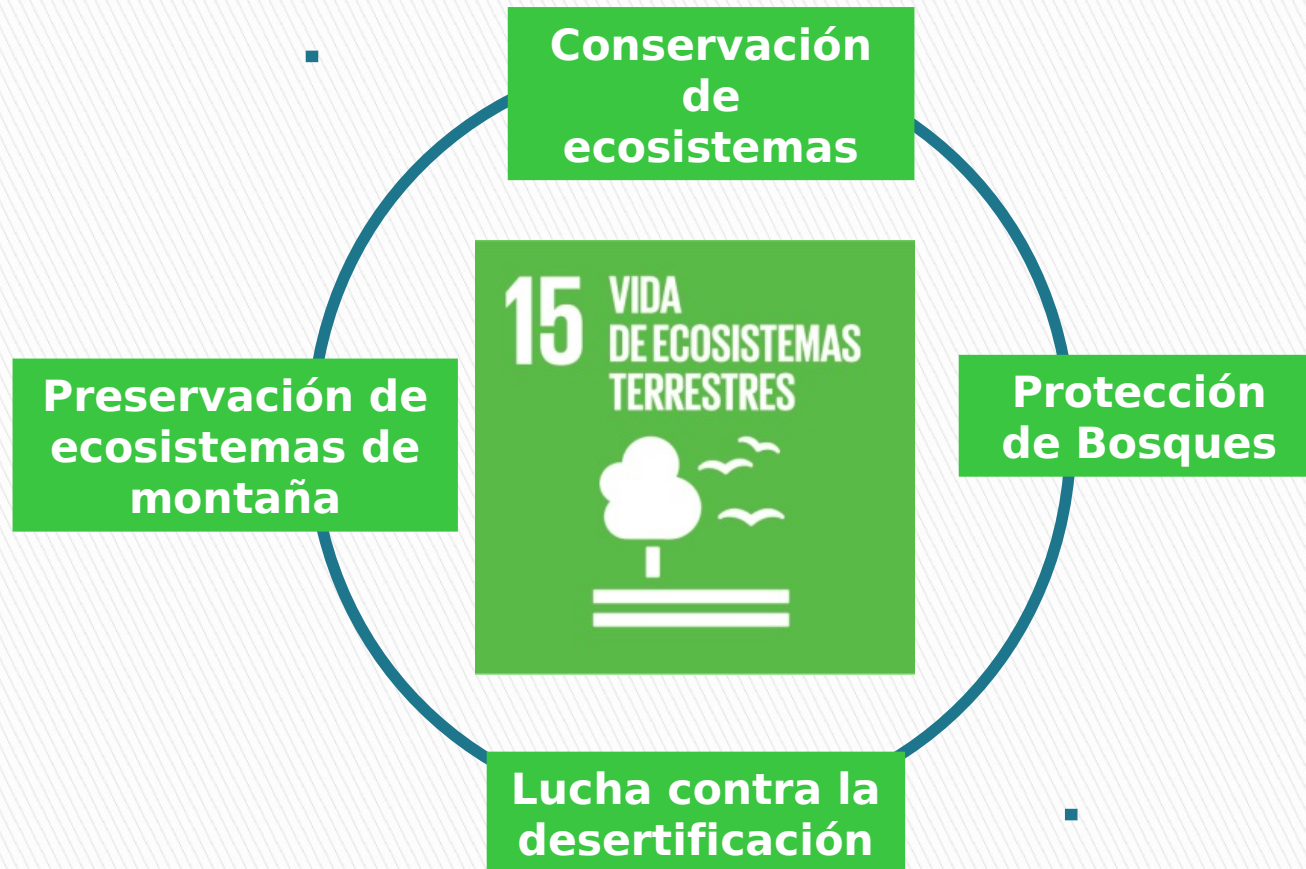 Conservación
de
ecosistemas
15 VIDA
DE ECOSISTEMAS
TERRESTRES
Preservación de
ecosistemas de
montaña
Protección
de Bosques
Lucha contra la
desertificación